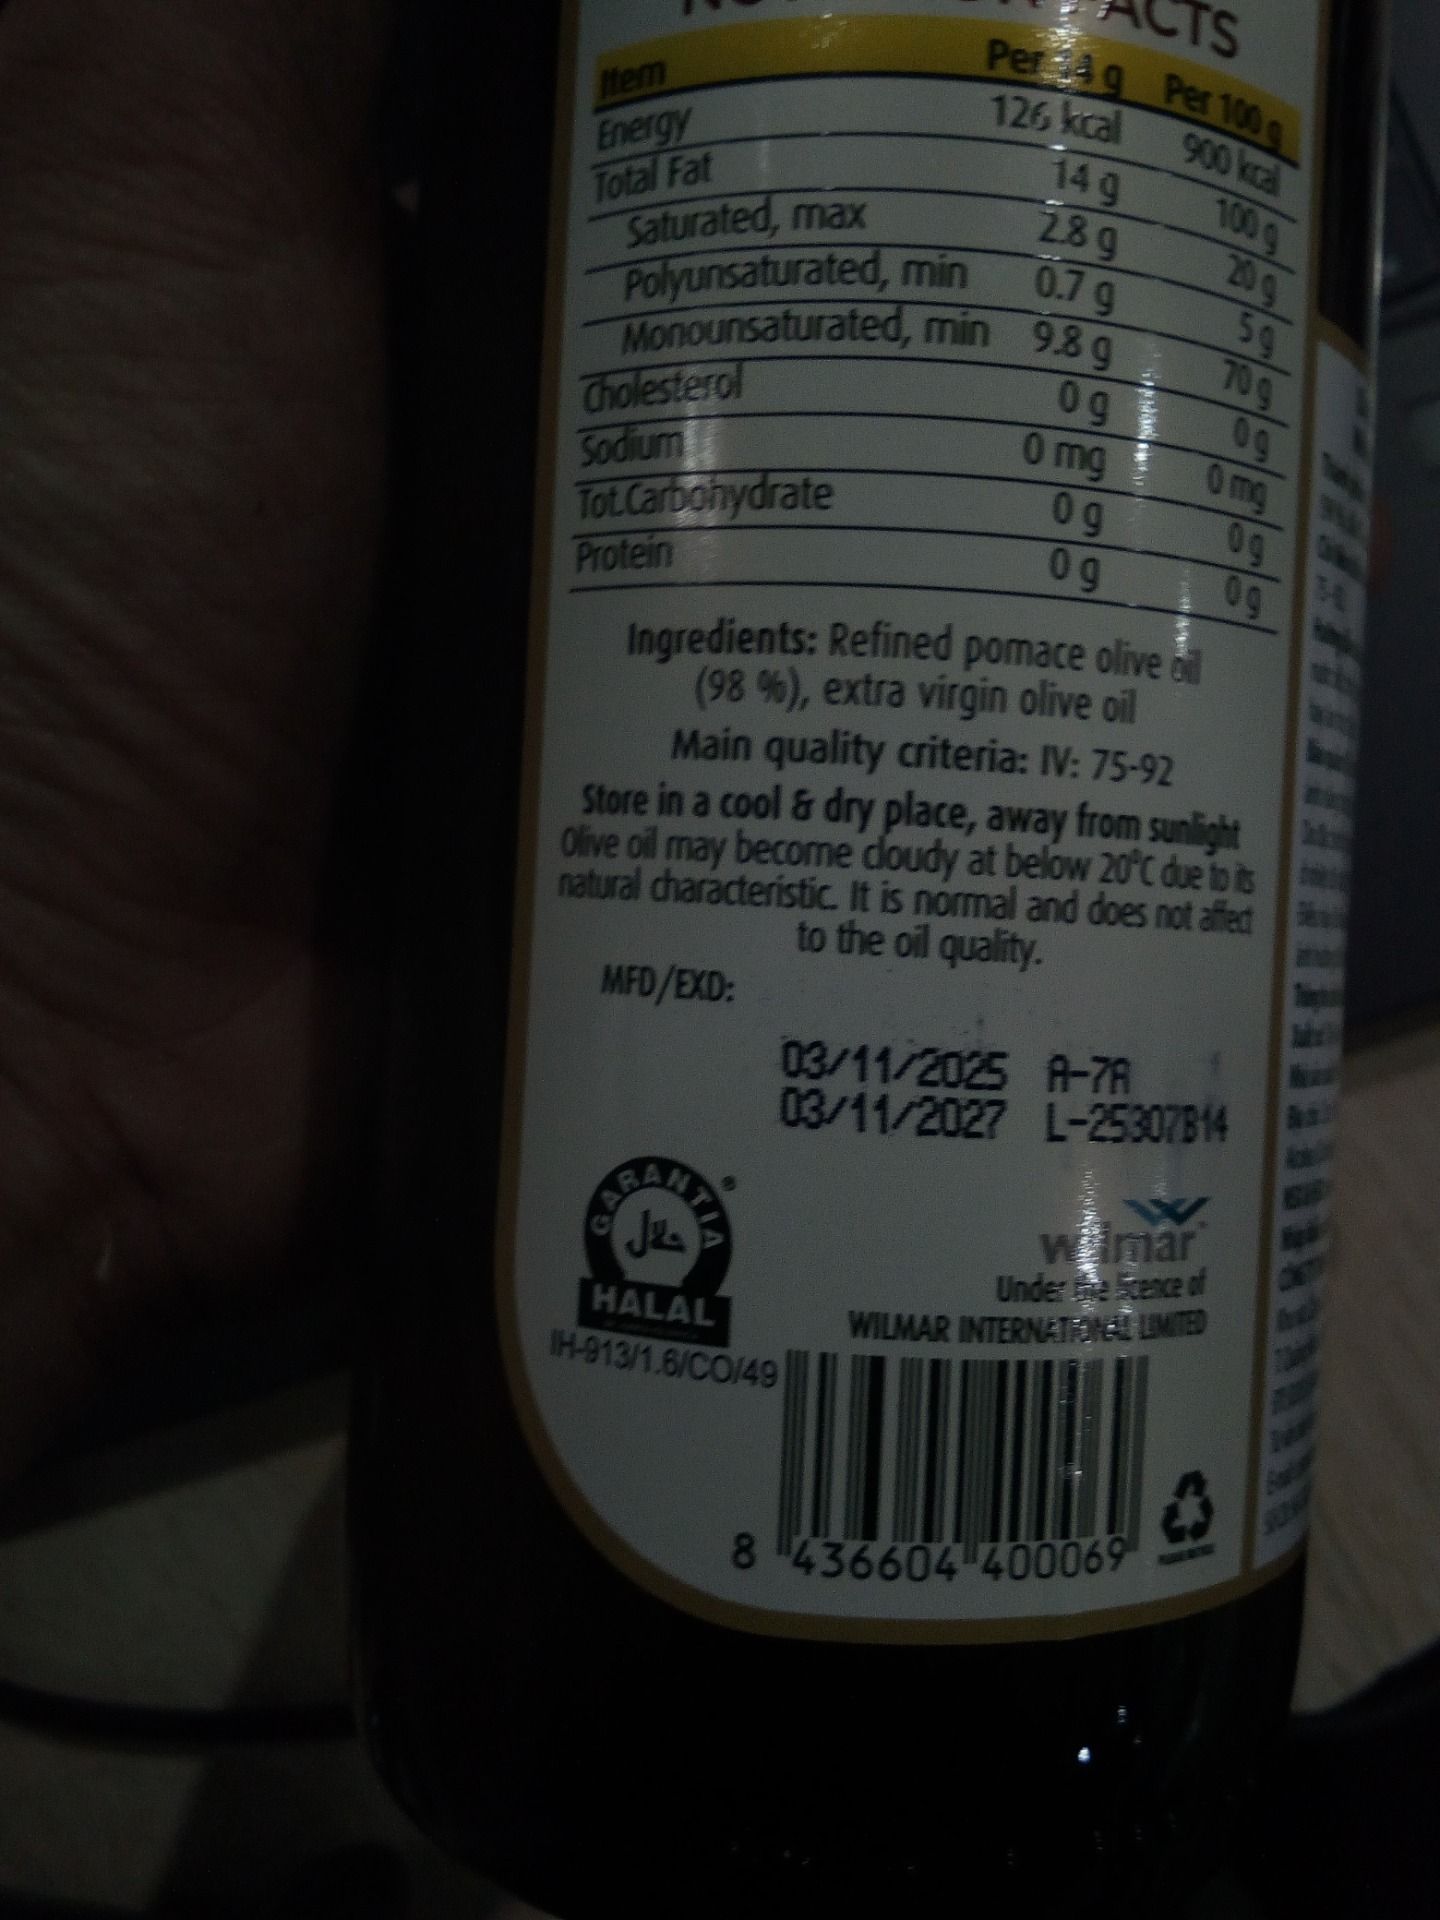 FACTS
Item Per 14 g Per 100 g
Energy 126 kcal 900 kcal
Total Fat 14 g 100 g
Saturated, max 2.8 g 20 g
Polyunsaturated, min 0.7 g 5 g
Monounsaturated, min 9.8 g 70 g
Cholesterol 0 g 0 g
Sodium 0 mg 0 mg
Tot.Carbohydrate 0 g 0 g
Protein 0 g 0 g
Ingredients: Refined pomace olive oil
(98 %), extra virgin olive oil
Main quality criteria: IV: 75-92
Store in a cool & dry place, away from sunlight
Olive oil may become cloudy at below 20°C due to its
natural characteristic. It is normal and does not affect
to the oil quality.
MFD/EXD:
03/11/2025 A-7A
03/11/2027 L-25307B14
GARANTIA
حلال
HALAL
IH-913/1.6/CO/49
wilmar
Under the licence of
WILMAR INTERNATIONAL LIMITED
8 436604 400069